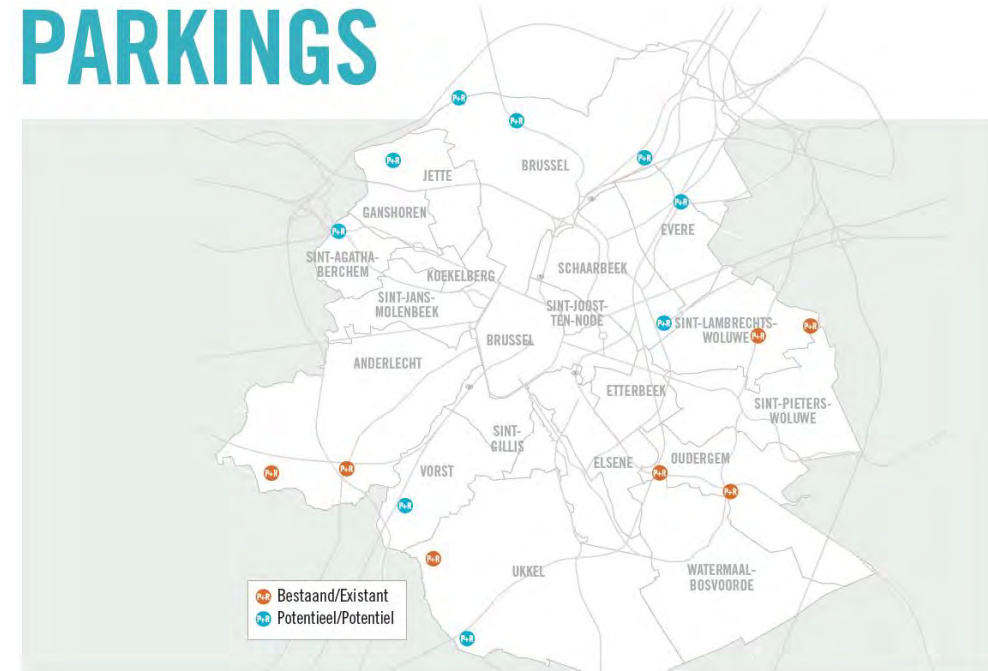 PARKINGS
P+R
P+R
P+R
JETTE
BRUSSEL
P+R
P+R
GANSHOREN
EVERE
P+R
SINT-AGATHA-
BERCHEM
KOEKELBERG
SCHAARBEEK
SINT-JANS-
MOLENBEEK
SINT-JOOST-
TEN-NODE
P+R
SINT-LAMBRECHTS-
WOLUWE
P+R
P+R
BRUSSEL
ANDERLECHT
ETTERBEEK
SINT-PIETERS-
WOLUWE
SINT-
GILLIS
VORST
ELSENE
OUDERGEM
P+R
P+R
P+R
P+R
P+R
P+R
UKKEL
WATERMAAL-
BOSVOORDE
P+R Bestaand/Existant
P+R Potentieel/Potentiel
P+R